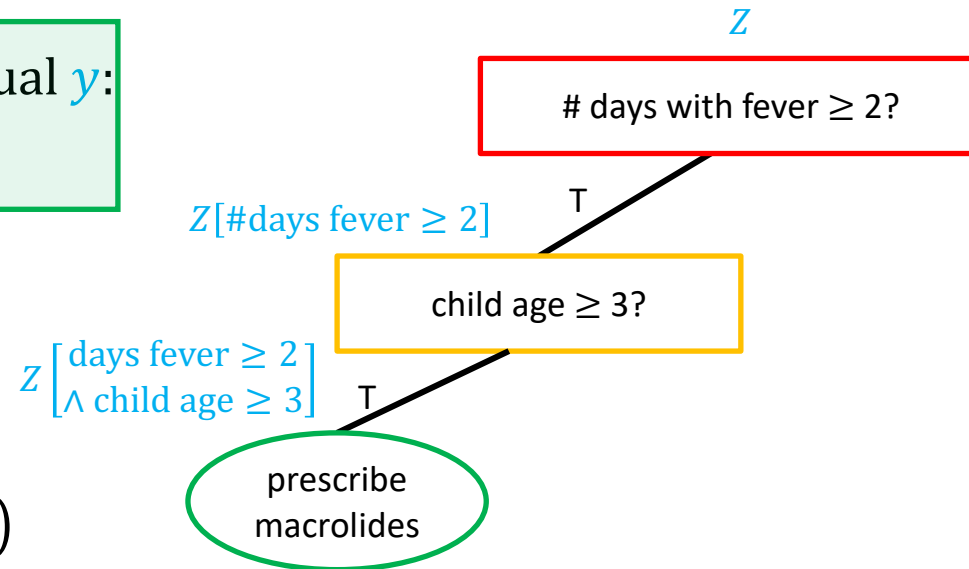 Z
ual y:
# days with fever ≥ 2?
T
Z[#days fever ≥ 2]
child age ≥ 3?
Z [days fever ≥ 2
∧ child age ≥ 3]
T
prescribe
macrolides
)